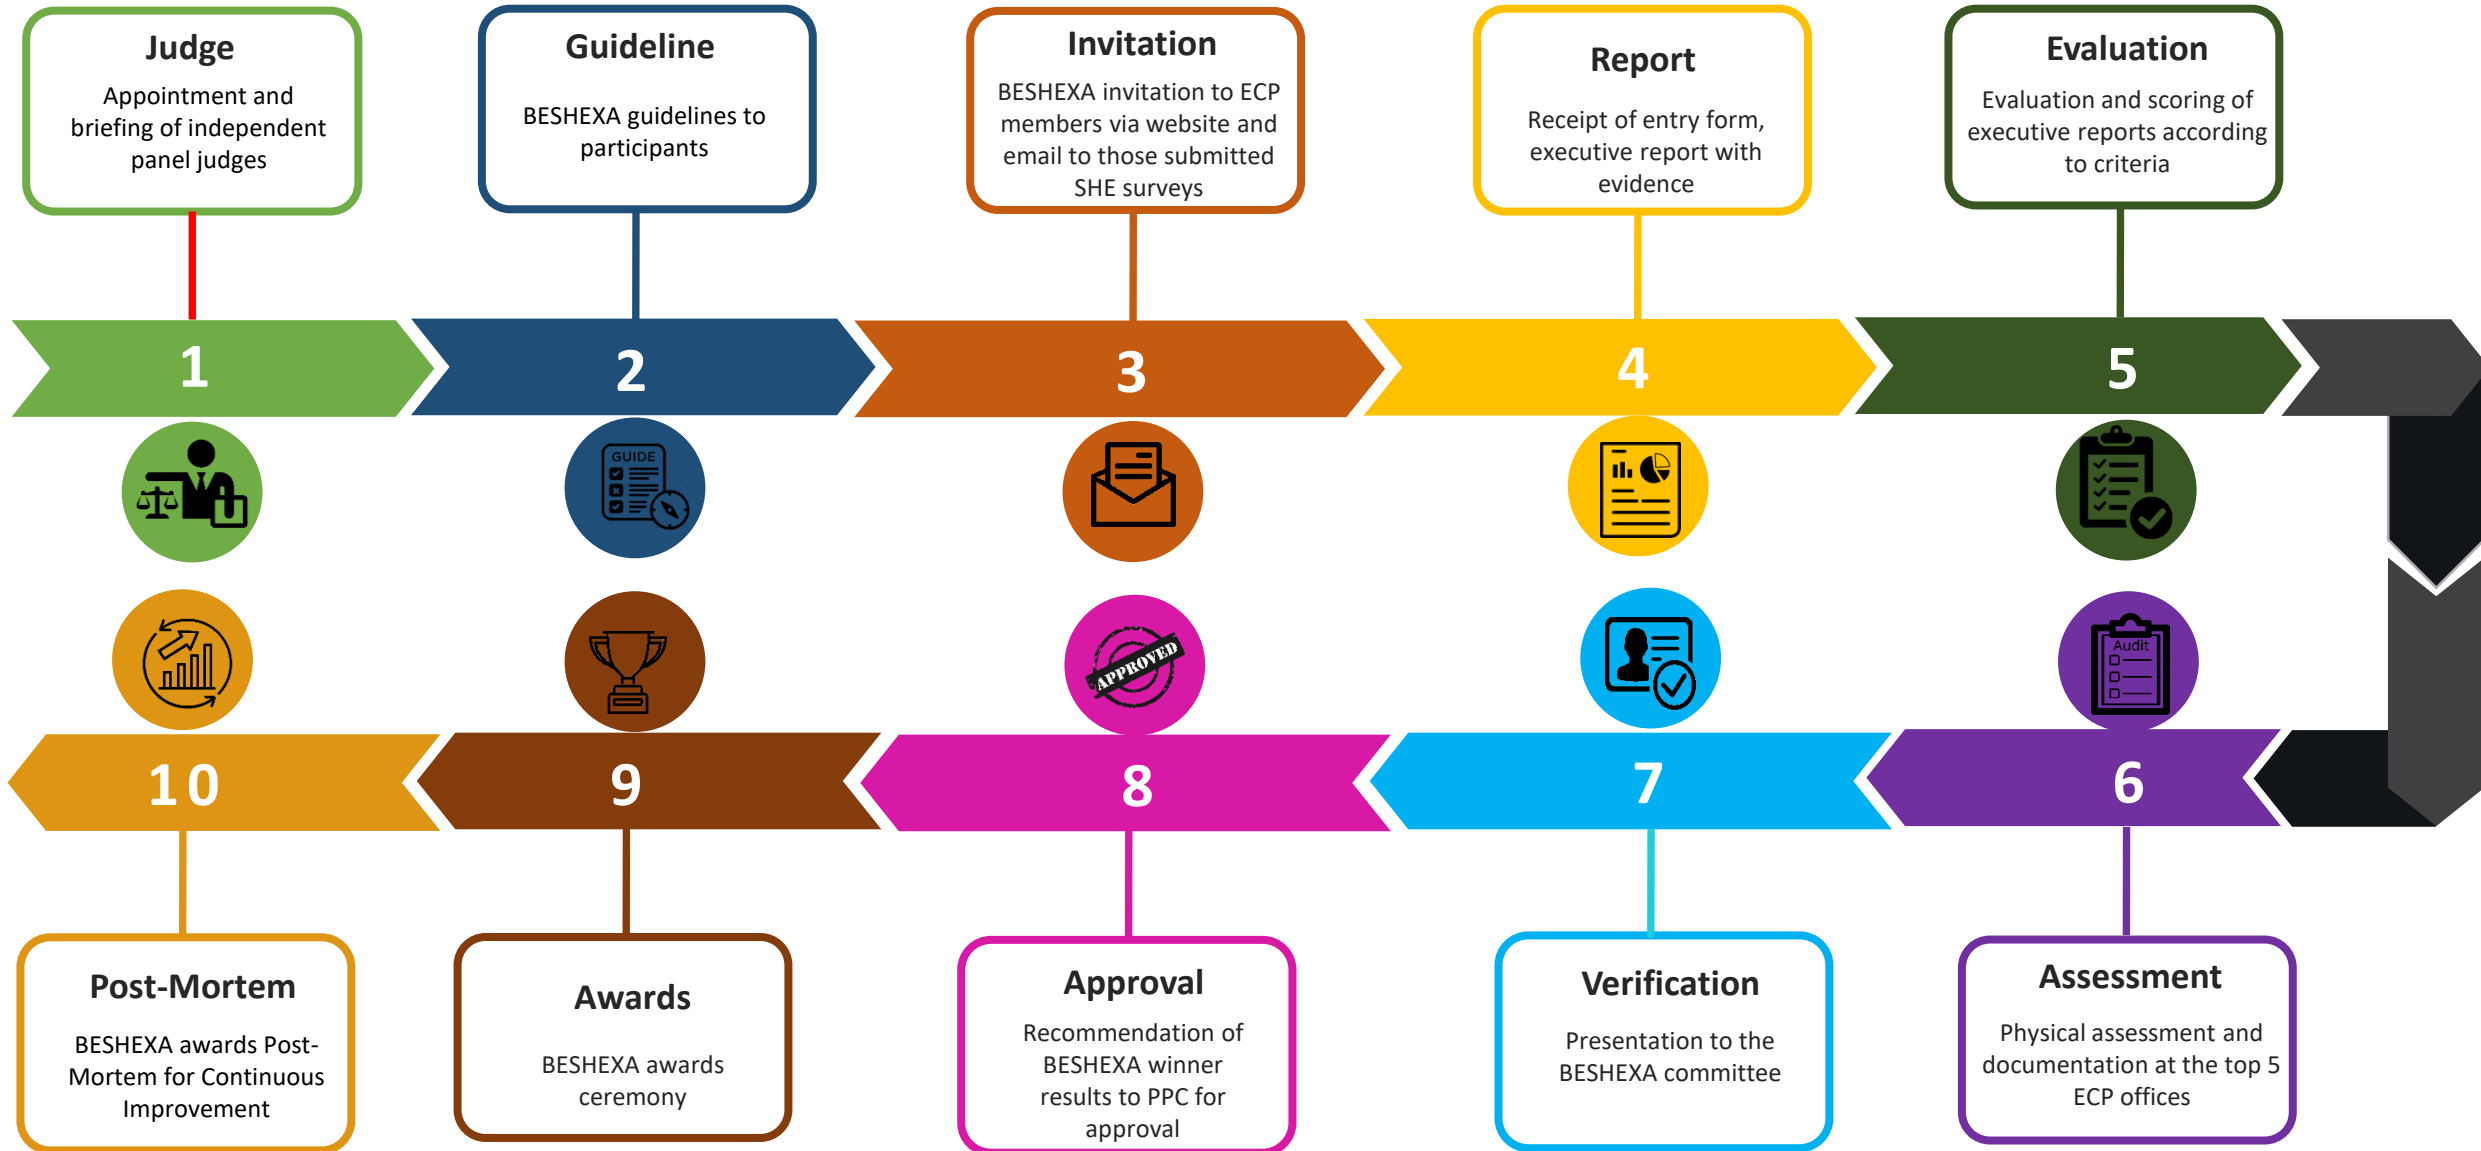 Judge
Appointment and
briefing of independent
panel judges
Guideline
BESHEXA guidelines to
participants
Invitation
BESHEXA invitation to ECP
members via website and
email to those submitted
SHE surveys
Report
Receipt of entry form,
executive report with
evidence
Evaluation
Evaluation and scoring of
executive reports according
to criteria
1
2
3
4
5
GUIDE
APPROVED
Audit
10
9
8
7
6
Post-Mortem
BESHEXA awards Post-
Mortem for Continuous
Improvement
Awards
BESHEXA awards
ceremony
Approval
Recommendation of
BESHEXA winner
results to PPC for
approval
Verification
Presentation to the
BESHEXA committee
Assessment
Physical assessment and
documentation at the top 5
ECP offices